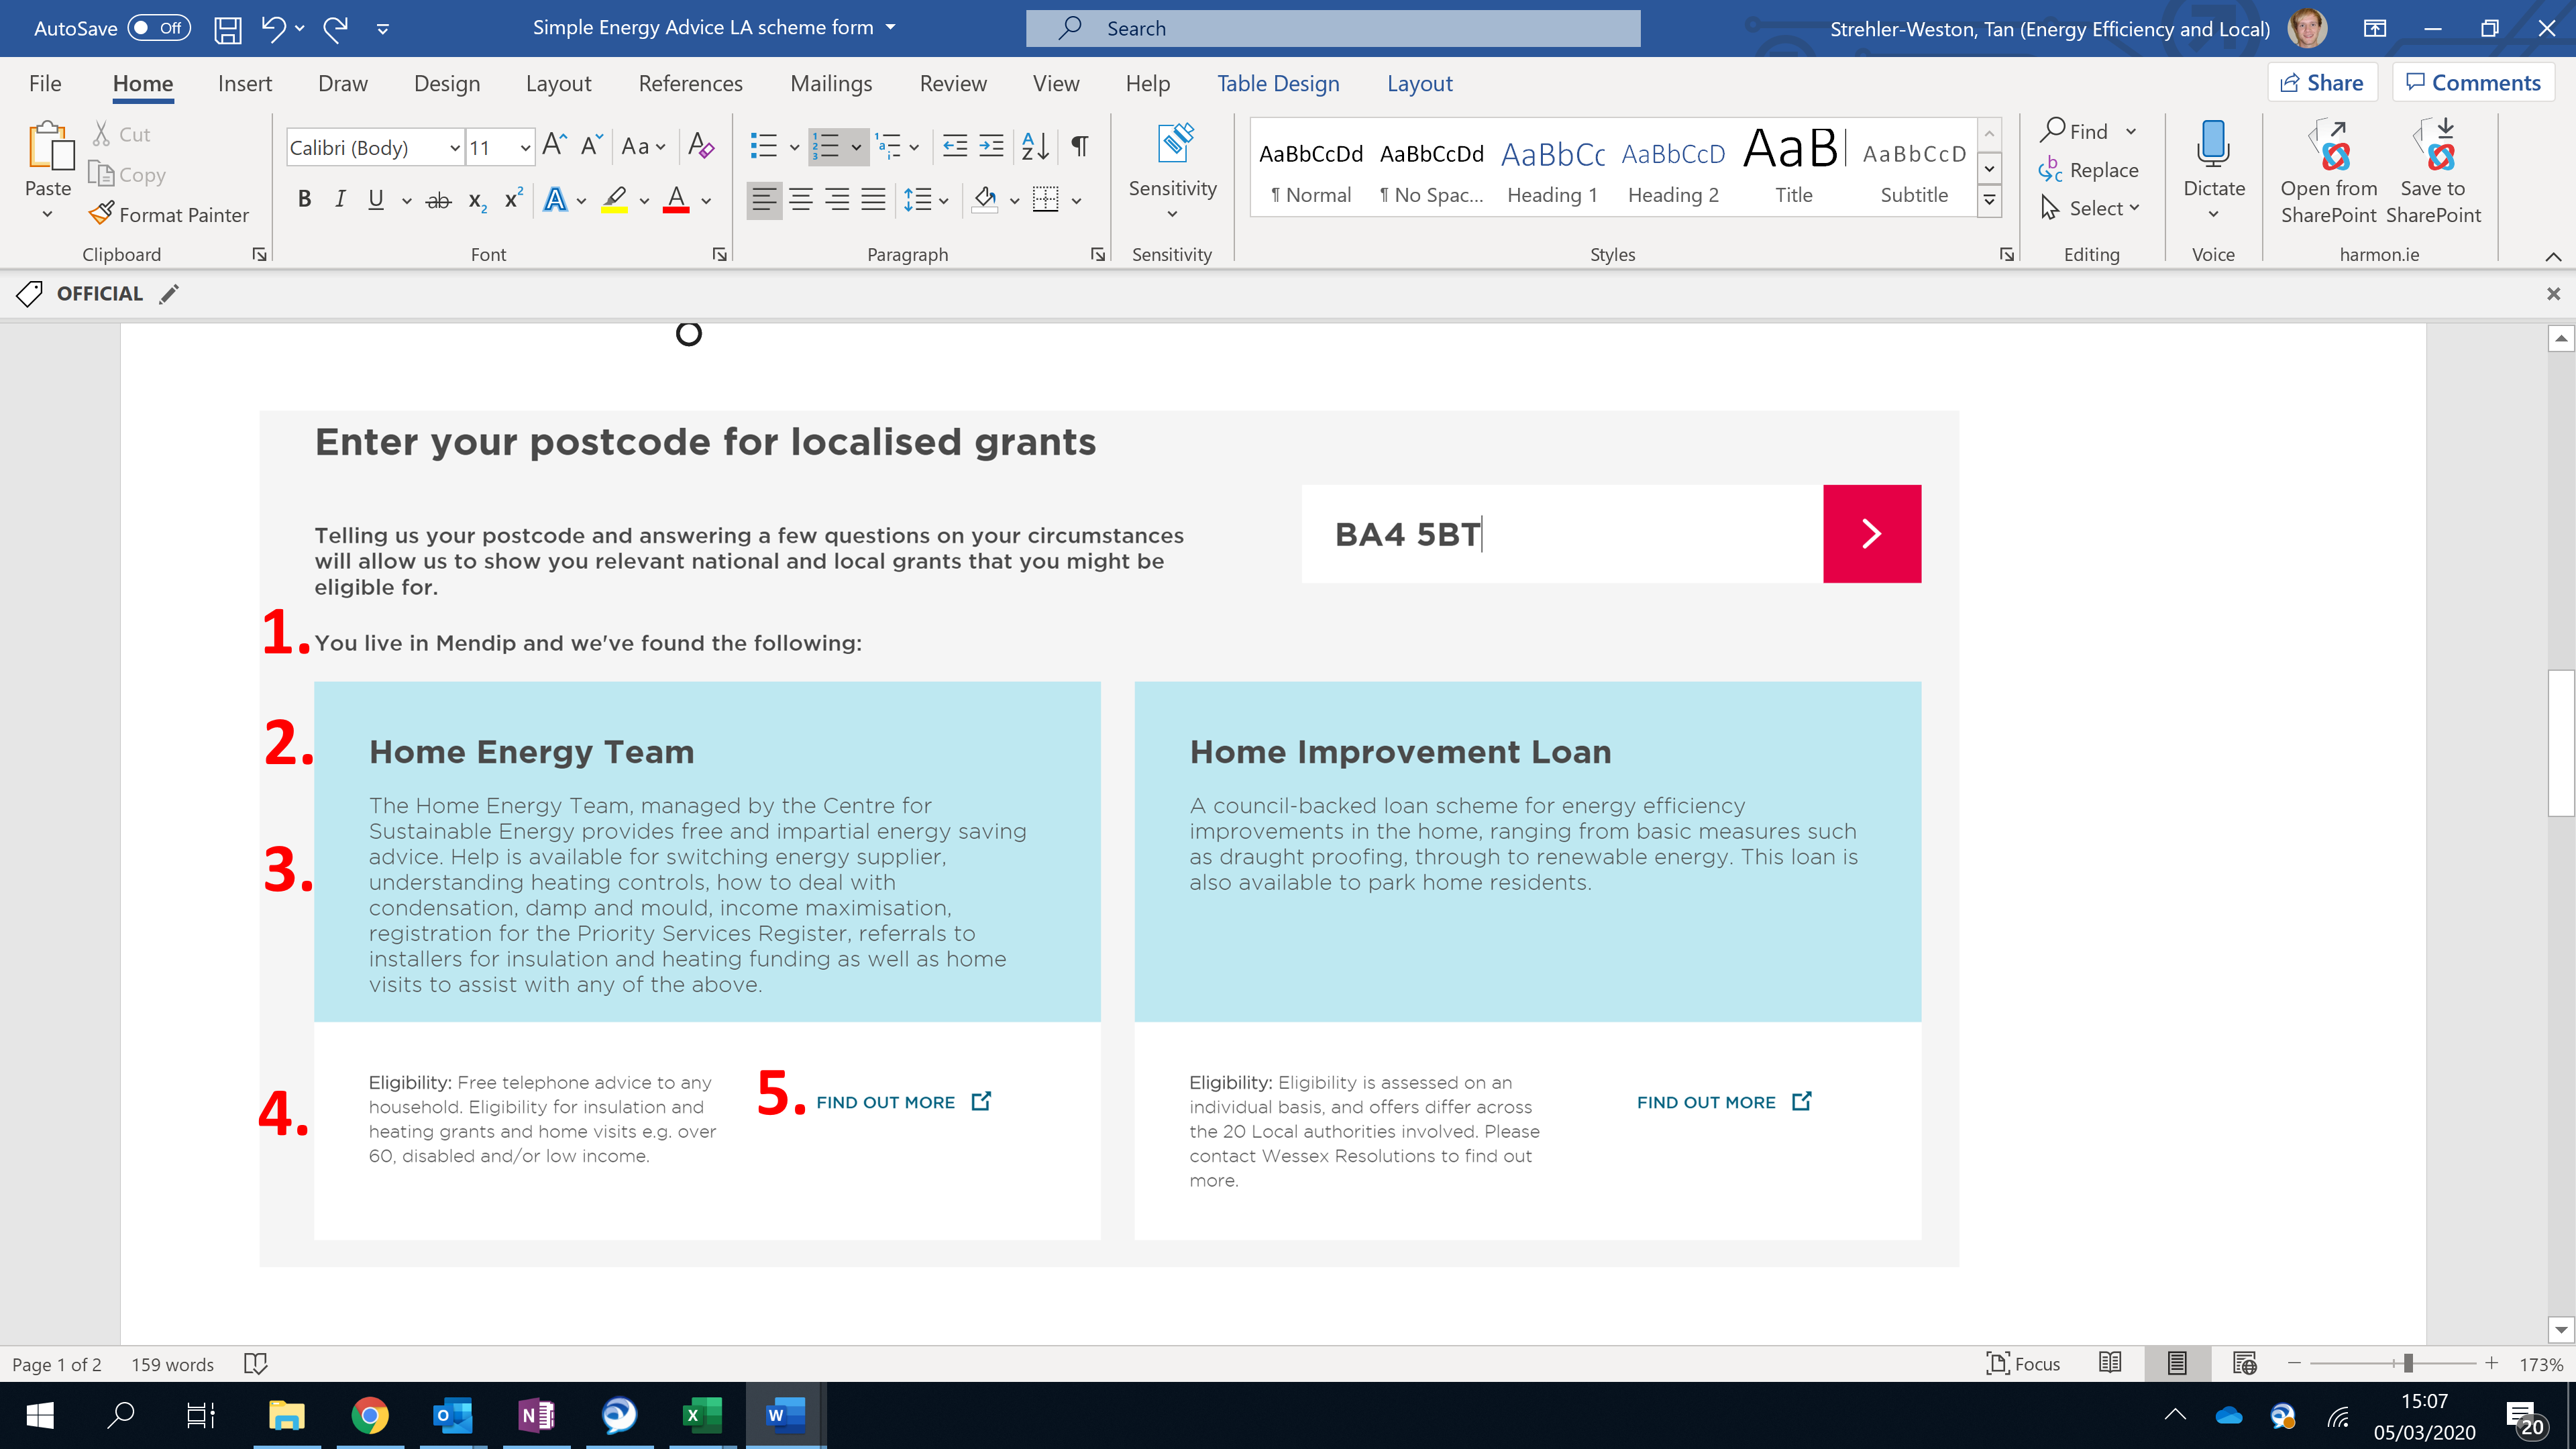 AutoSave Off Simple Energy Advice LA scheme form Search Strehler-Weston, Tan (Energy Efficiency and Local)
File Home Insert Draw Design Layout References Mailings Review View Help Table Design Layout Share Comments
Paste Cut Copy Format Painter
Clipboard
Calibri (Body) 11
Font
Paragraph
Sensitivity
Sensitivity
AaBbCcDd AaBbCcDd AaBbCc AaBbCcD AaB AaBbCcD
¶ Normal ¶ No Spac... Heading 1 Heading 2 Title Subtitle
Styles
Find
Replace
Select
Editing
Dictate
Voice
Open from SharePoint
Save to SharePoint
harmon.ie
OFFICIAL
Enter your postcode for localised grants
Telling us your postcode and answering a few questions on your circumstances
will allow us to show you relevant national and local grants that you might be
eligible for.
BA4 5BT
1. You live in Mendip and we've found the following:
2. Home Energy Team
3. The Home Energy Team, managed by the Centre for
Sustainable Energy provides free and impartial energy saving
advice. Help is available for switching energy supplier,
understanding heating controls, how to deal with
condensation, damp and mould, income maximisation,
registration for the Priority Services Register, referrals to
installers for insulation and heating funding as well as home
visits to assist with any of the above.
4. Eligibility: Free telephone advice to any
household. Eligibility for insulation and
heating grants and home visits e.g. over
60, disabled and/or low income.
5. FIND OUT MORE
Home Improvement Loan
A council-backed loan scheme for energy efficiency
improvements in the home, ranging from basic measures such
as draught proofing, through to renewable energy. This loan is
also available to park home residents.
Eligibility: Eligibility is assessed on an
individual basis, and offers differ across
the 20 Local authorities involved. Please
contact Wessex Resolutions to find out
more.
FIND OUT MORE
Page 1 of 2 159 words Focus 173%
15:07
05/03/2020
20